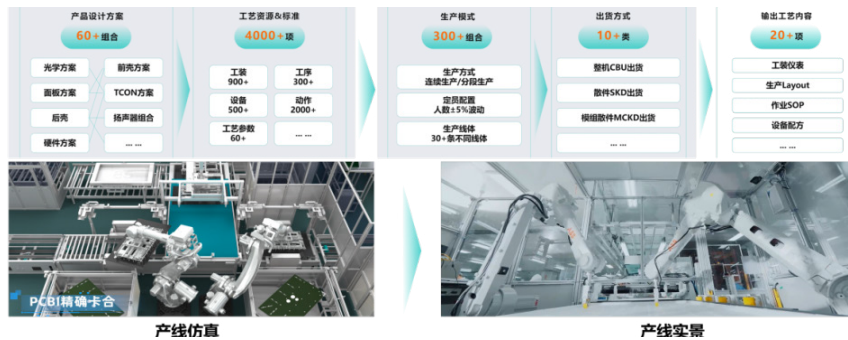 产品设计方案
60+组合
光学方案
前壳方案
面板方案
TCON方案
后壳
扬声器组合
硬件方案
... ...
工艺资源&标准
4000+项
工装
900+
工序
300+
设备
500+
动作
2000+
工艺参数
60+
... ...
生产模式
300+组合
生产方式
连续生产/分段生产
定员配置
人数±5%波动
生产线体
30+条不同线体
出货方式
10+类
整机CBU出货
散件SKD出货
模组散件MCKD出货
... ...
输出工艺内容
20+项
工装仪表
生产Layout
作业SOP
设备配方
... ...
PCB精确卡合
产线仿真
产线实景